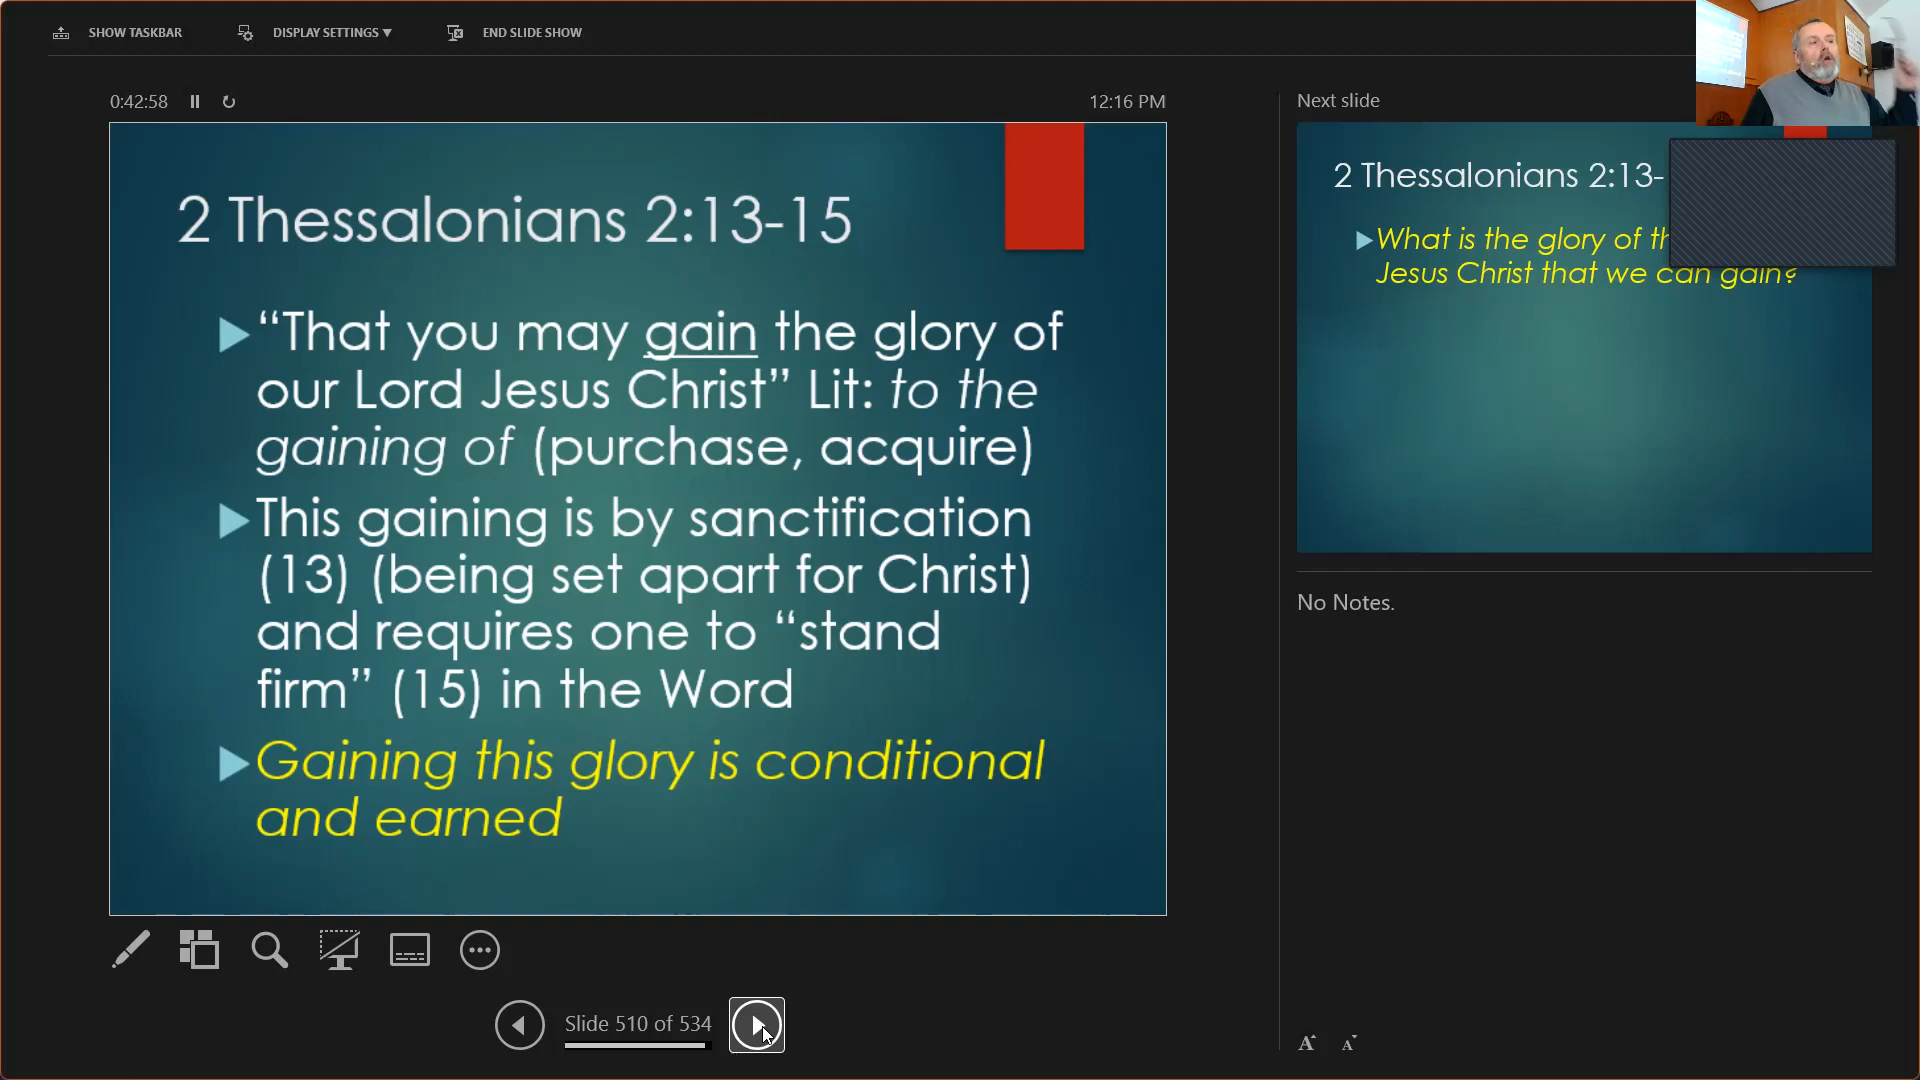 SHOW TASKBAR
DISPLAY SETTINGS ▼
END SLIDE SHOW
0:42:58
12:16 PM
2 Thessalonians 2:13-15
“That you may gain the glory of
our Lord Jesus Christ” Lit: to the
gaining of (purchase, acquire)
This gaining is by sanctification
(13) (being set apart for Christ)
and requires one to “stand
firm” (15) in the Word
Gaining this glory is conditional
and earned
Slide 510 of 534
Next slide
2 Thessalonians 2:13-
What is the glory of
Jesus Christ that we can gain?
No Notes.
A
A